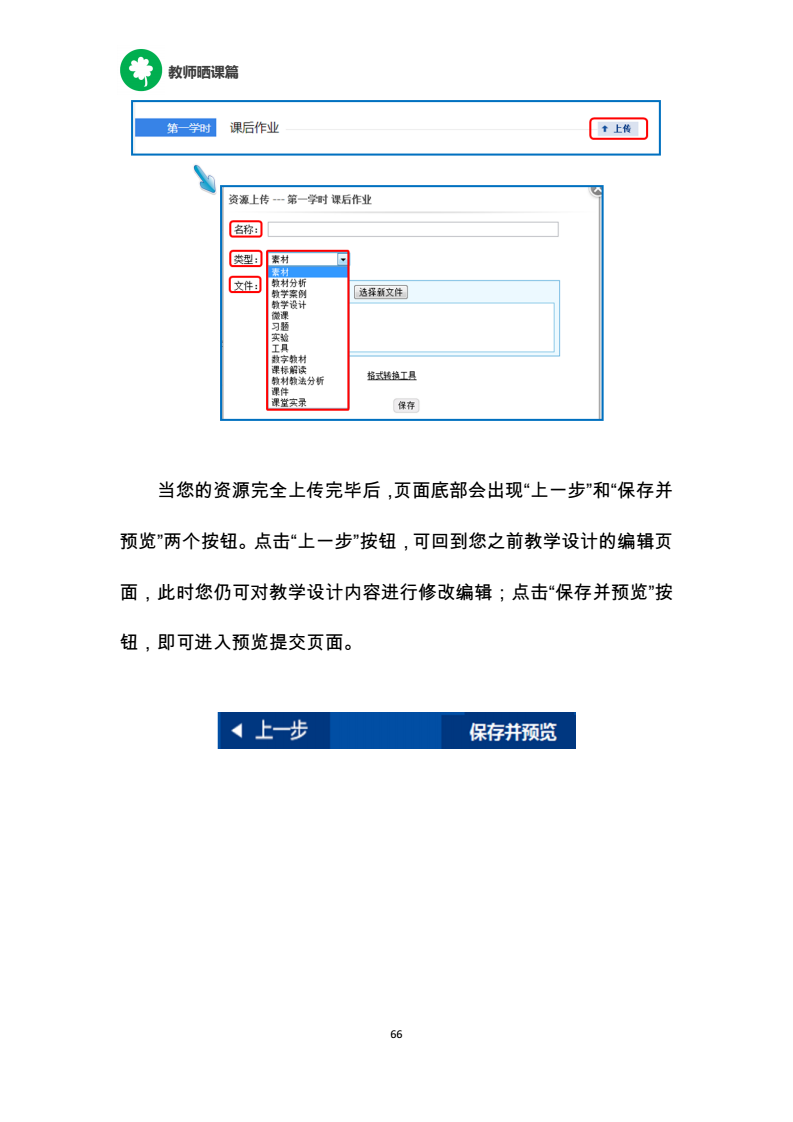 教师晒课篇
第一学时 课后作业 上传
资源上传 --- 第一学时 课后作业
名称：
类型： 素材
素材
文件：
教材分析
教学案例 选择新文件
教学设计
微课
习题
实验
工具
数字教材
课标解读
教材教法分析 格式转换工具
课件
课堂实录 保存
当您的资源完全上传完毕后，页面底部会出现“上一步”和“保存并
预览”两个按钮。点击“上一步”按钮，可回到您之前教学设计的编辑页
面，此时您仍可对教学设计内容进行修改编辑；点击“保存并预览”按
钮，即可进入预览提交页面。
上一步 保存并预览
66